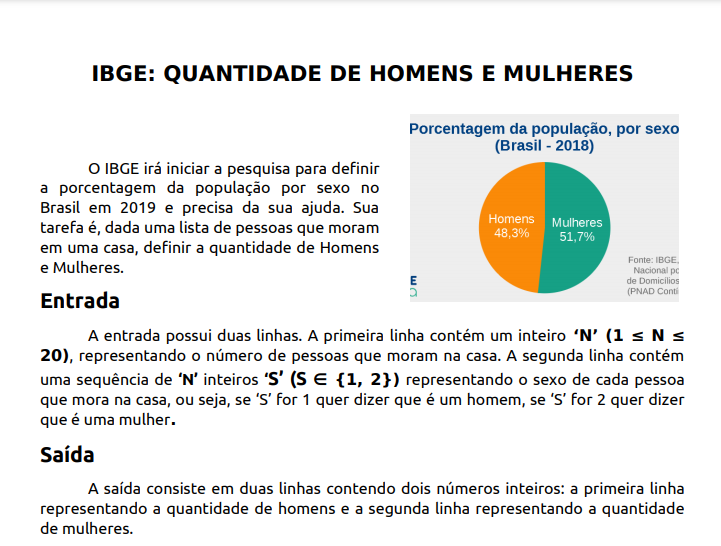 IBGE: QUANTIDADE DE HOMENS E MULHERES
O IBGE irá iniciar a pesquisa para definir
a porcentagem da população por sexo no
Brasil em 2019 e precisa da sua ajuda. Sua
tarefa é, dada uma lista de pessoas que moram
em uma casa, definir a quantidade de Homens
e Mulheres.
Porcentagem da população, por sexo
(Brasil - 2018)
Homens
48,3%
Mulheres
51,7%
Fonte: IBGE,
Nacional
de Domicílios
(PNAD
Entrada
A entrada possui duas linhas. A primeira linha contém um inteiro ‘N’ (1 ≤ N ≤
20), representando o número de pessoas que moram na casa. A segunda linha contém
uma sequência de ‘N’ inteiros ‘S’ (S ∈ {1, 2}) representando o sexo de cada pessoa
que mora na casa, ou seja, se ‘S’ for 1 quer dizer que é um homem, se ‘S’ for 2 quer dizer
que é uma mulher.
Saída
A saída consiste em duas linhas contendo dois números inteiros: a primeira linha
representando a quantidade de homens e a segunda linha representando a quantidade
de mulheres.